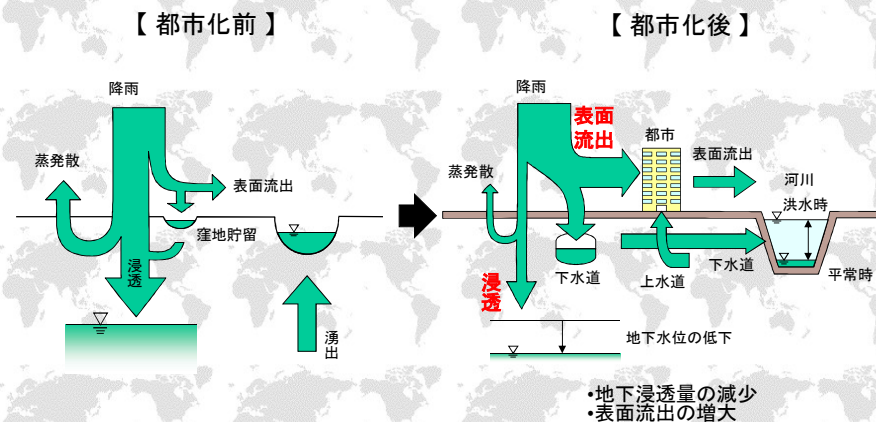 【 都市化前 】
降雨
蒸発散
表面流出
窪地貯留
浸透
湧出
【 都市化後 】
降雨
表面
流出
都市
表面流出
蒸発散
河川
洪水時
下水道
上水道
下水道
平常時
浸透
地下水位の低下
•地下浸透量の減少
•表面流出の増大